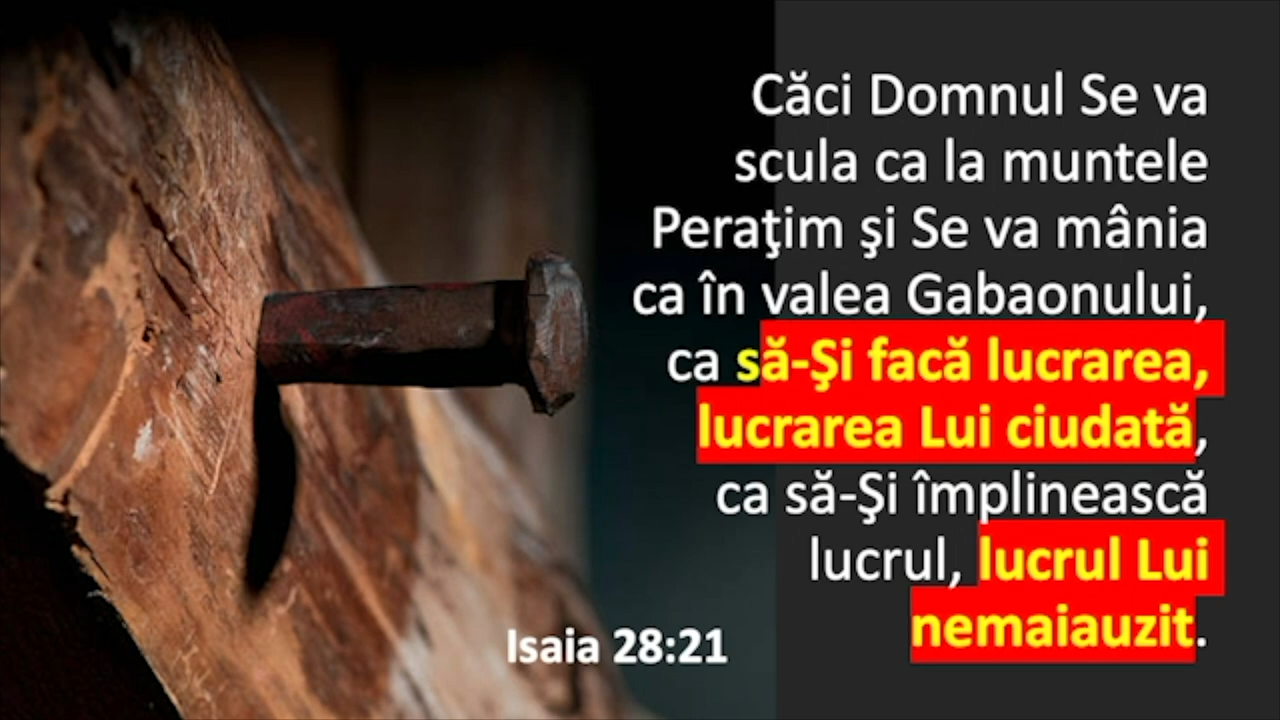 Căci Domnul Se va
scula ca la muntele
Peraţim şi Se va mânia
ca în valea Gabaonului,
ca să-Şi facă lucrarea,
lucrarea Lui ciudată,
ca să-Şi împlinească
lucrul, lucrul Lui
nemaiauzit.
Isaia 28:21